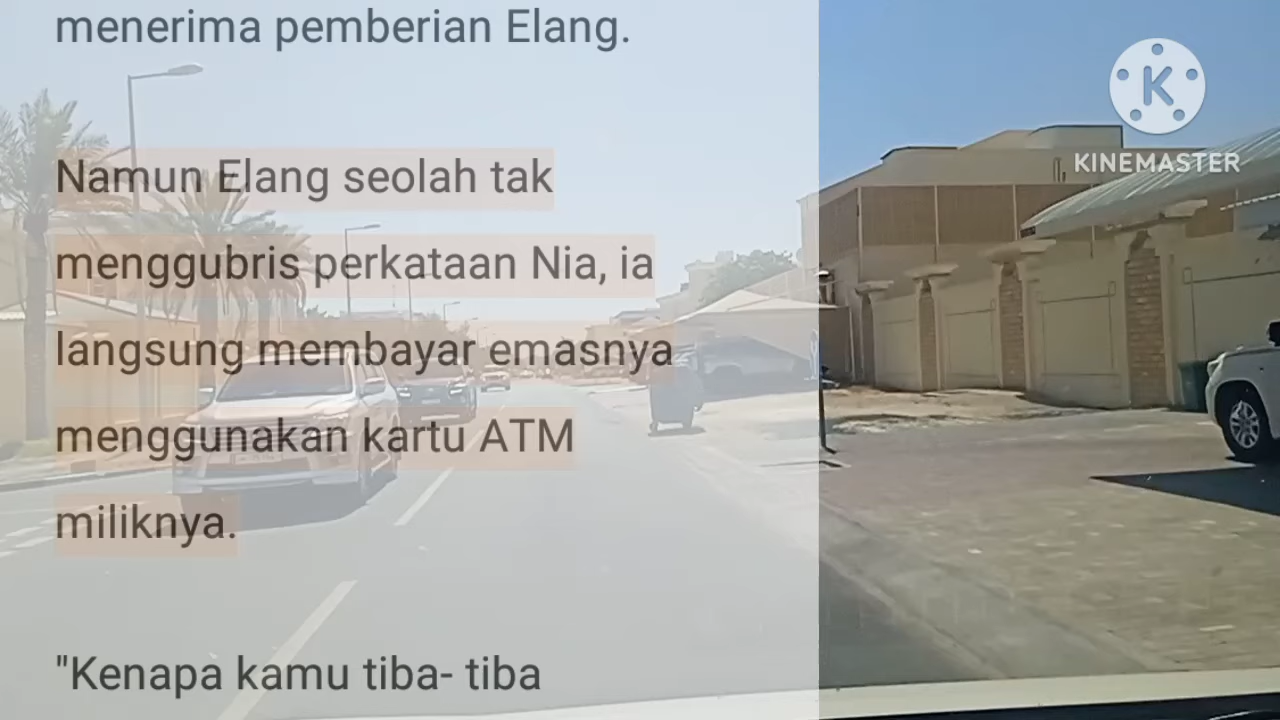 menerima pemberian Elang.
Namun Elang seolah tak
menggubris perkataan Nia, ia
langsung membayar emasnya
menggunakan kartu ATM
miliknya.
"Kenapa kamu tiba- tiba
K
KINEMASTER